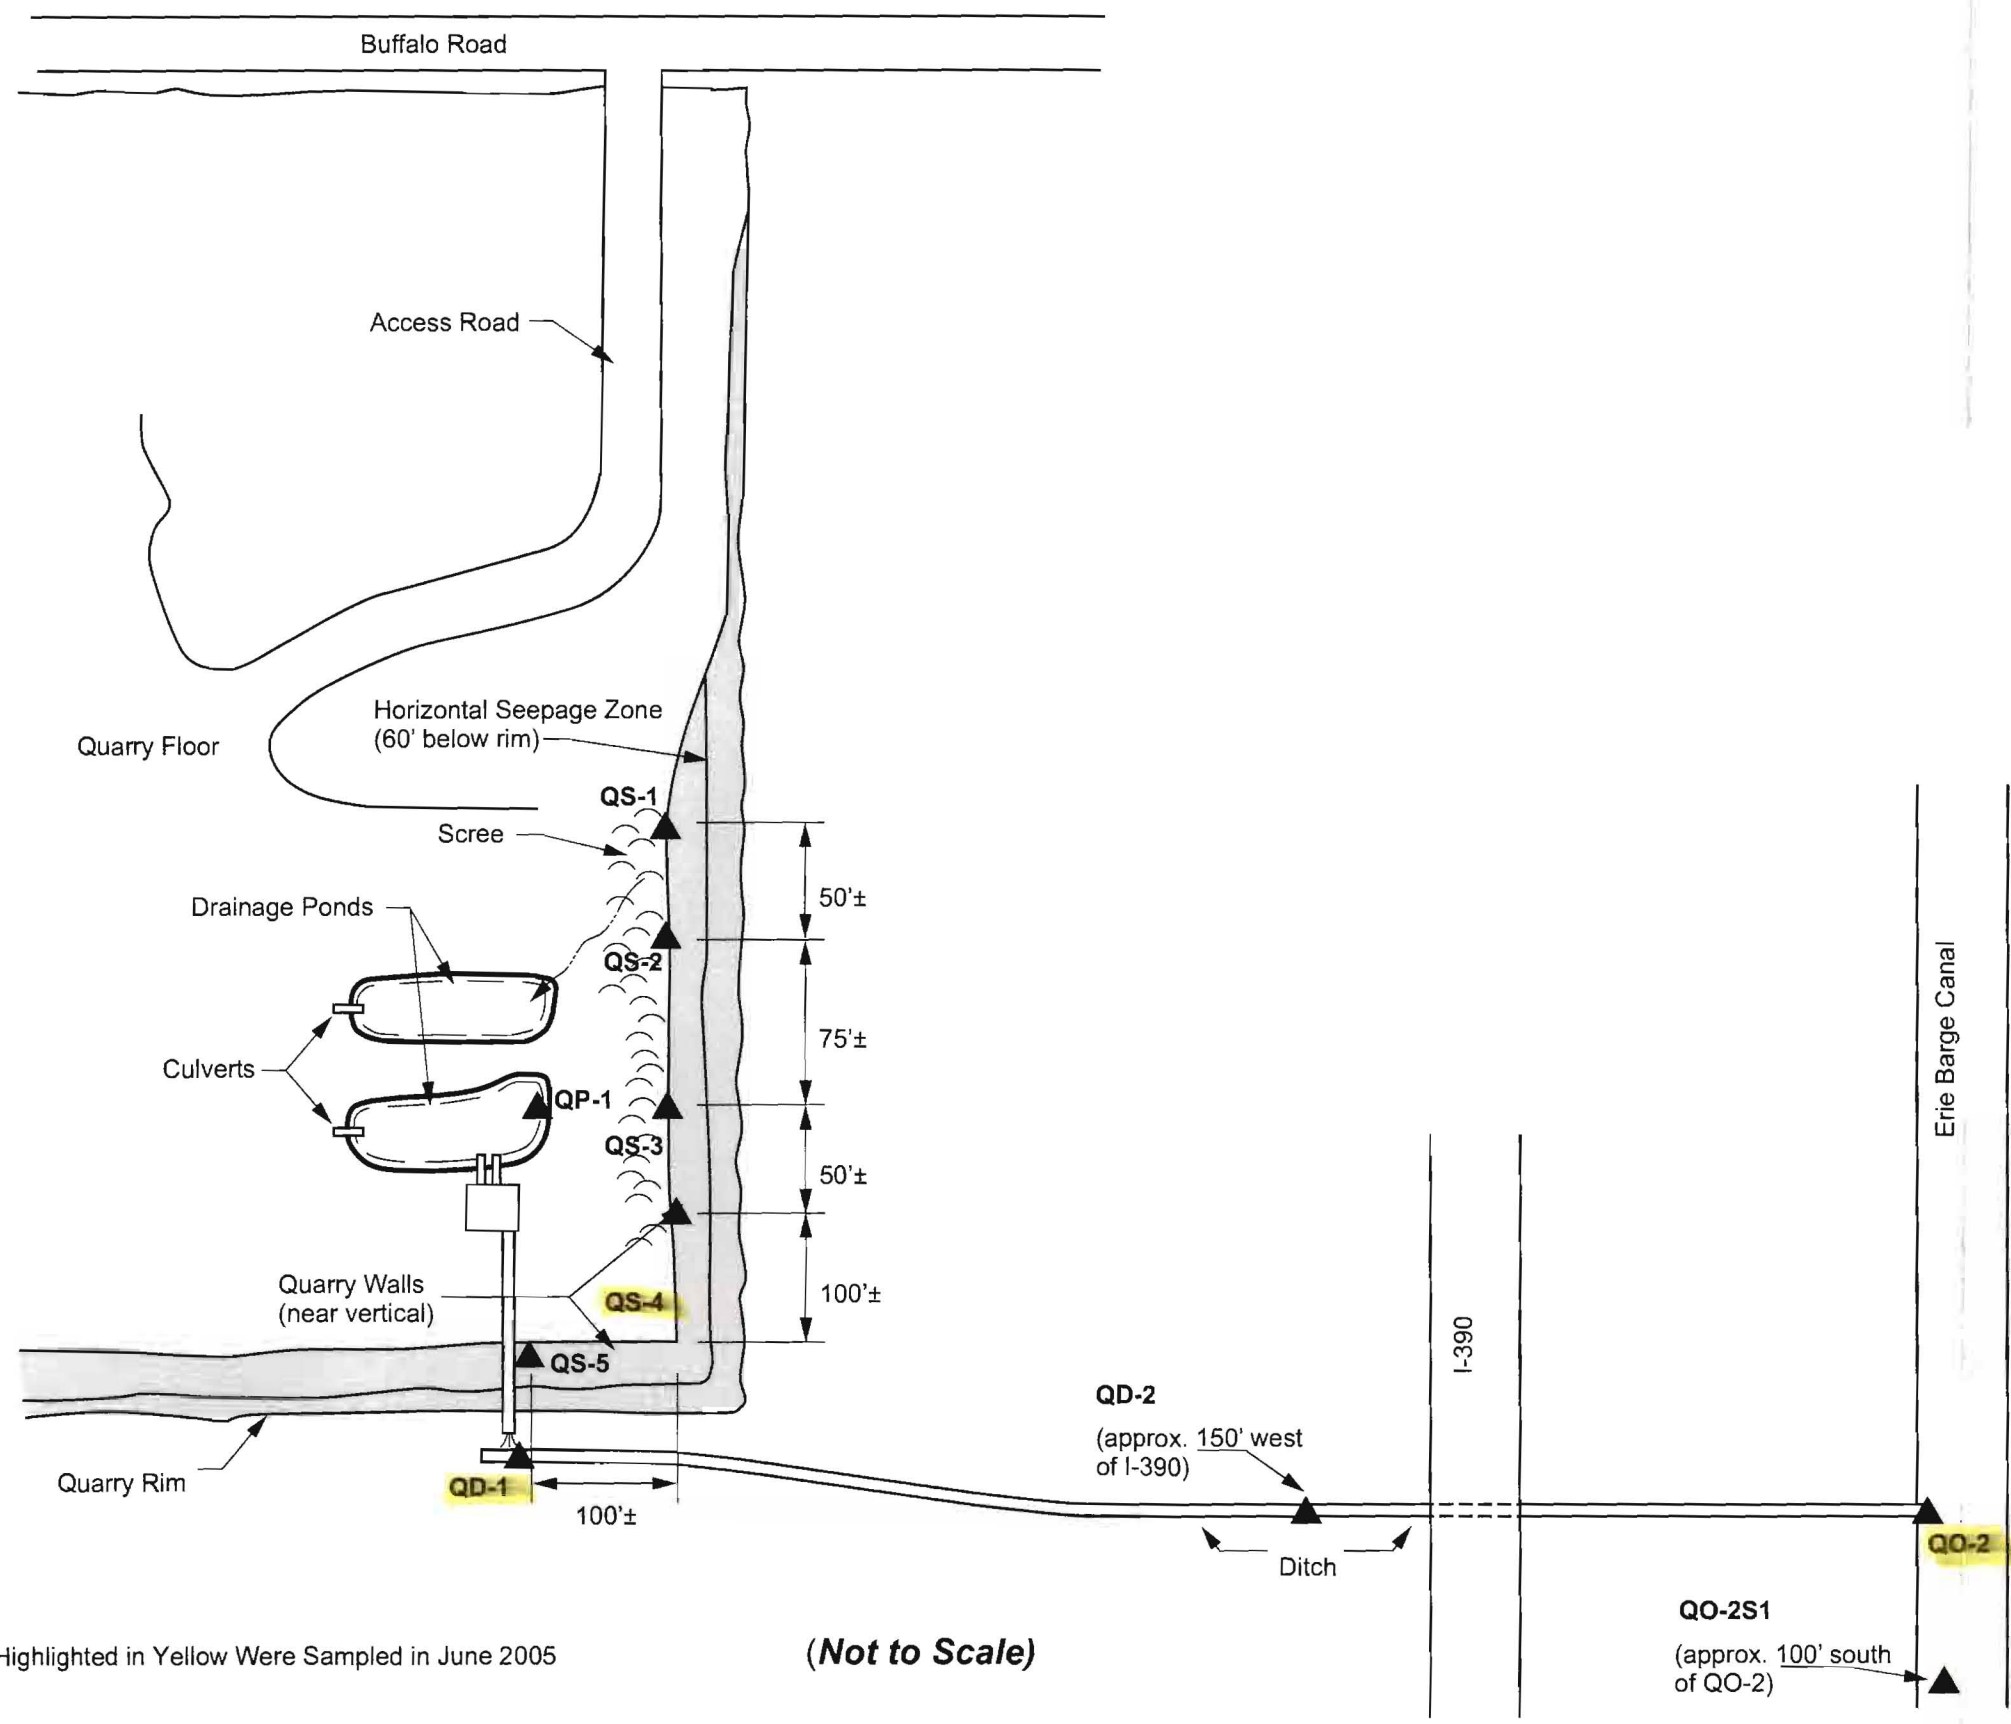 Buffalo Road
Access Road
Horizontal Seepage Zone
(60' below rim)
Quarry Floor
QS-1
Scree
50'±
Drainage Ponds
QS-2
Erie Barge Canal
75'±
Culverts
QP-1
QS-3
50'±
Quarry Walls
(near vertical)
QS-4
100'±
I-390
QS-5
QD-2
(approx. 150' west
of I-390)
Quarry Rim
QD-1
100'±
Ditch
QO-2
QO-2S1
(approx. 100' south
of QO-2)
Highlighted in Yellow Were Sampled in June 2005
(Not to Scale)